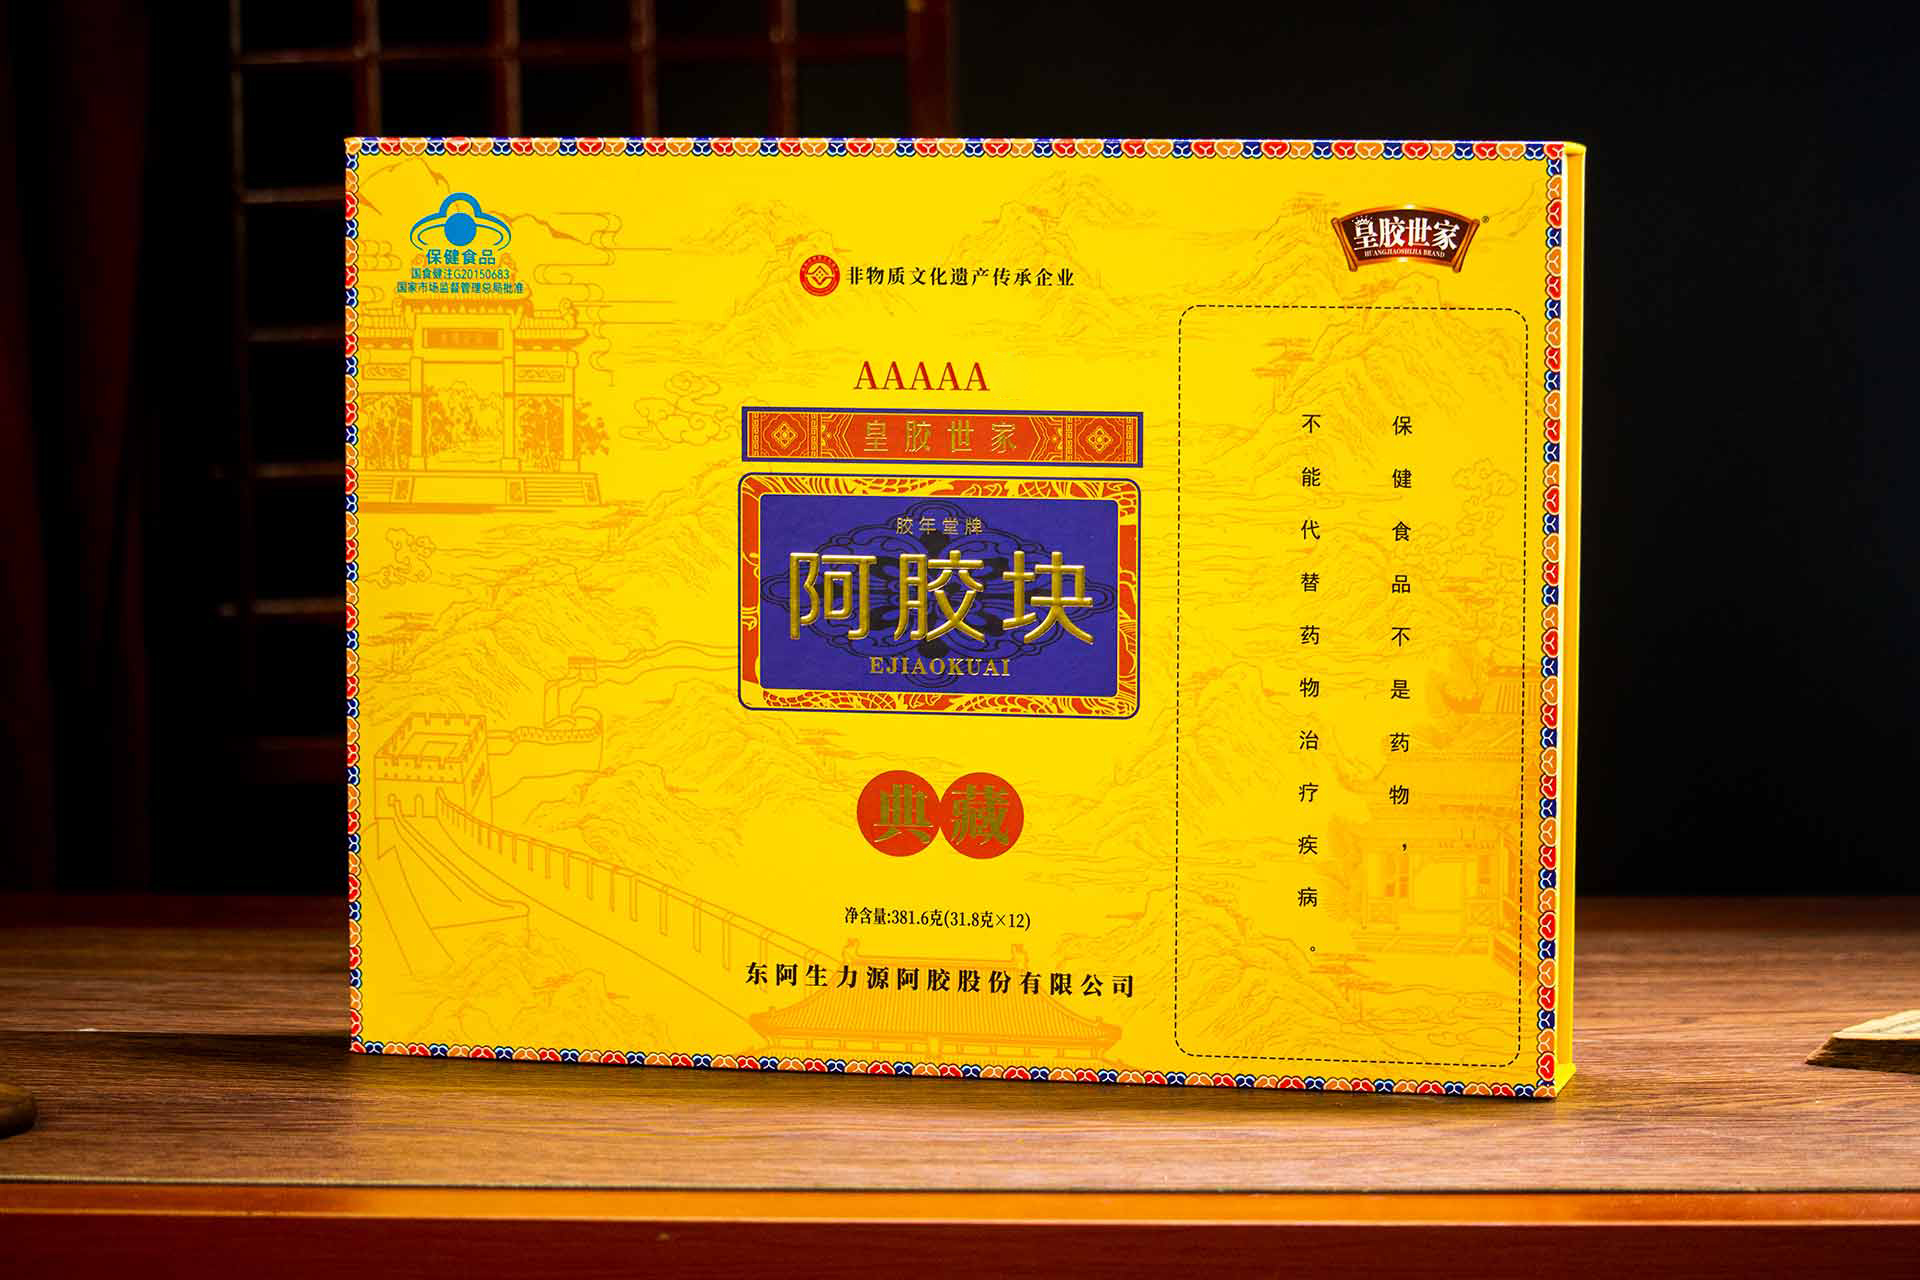 保健食品
国食健注G20150683
国家市场监督管理总局批准
非物质文化遗产传承企业
皇胶世家
HUANGJIAOSHIJIA BRAND
®
AAAAA
皇胶世家
胶年堂牌
阿胶块
EJIAOKUAI
典藏
净含量:381.6克(31.8克×12)
东阿生力源阿胶股份有限公司
保健食品不是药物，
不能代替药物治疗疾病。